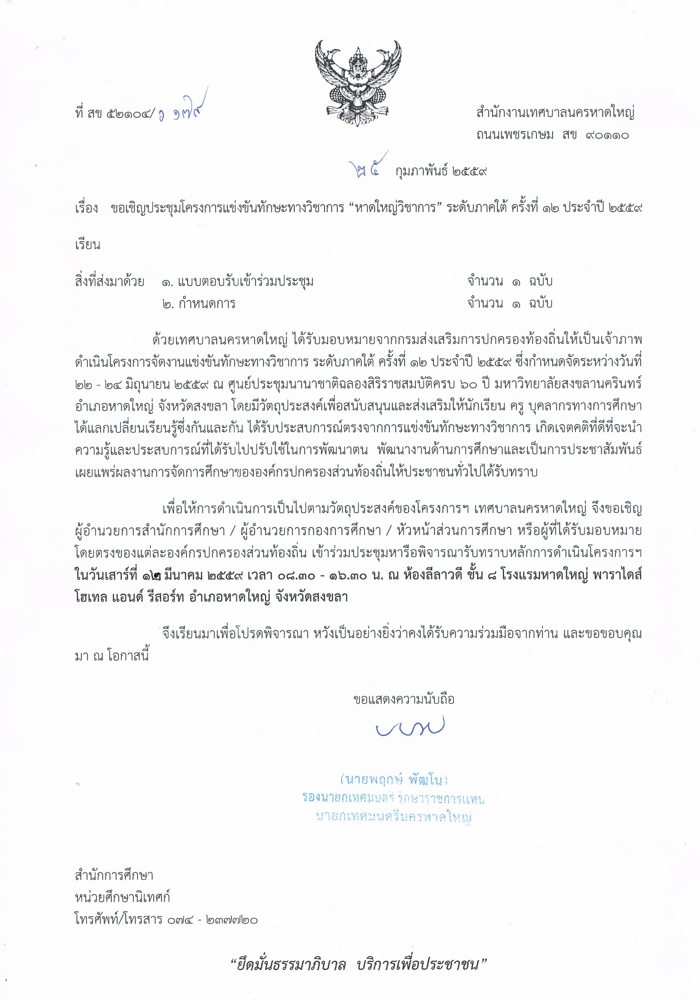 ที่ สข ๕๒๑๐๔/ว ๑๗๙
สำนักงานเทศบาลนครหาดใหญ่
ถนนเพชรเกษม สข ๙๐๑๑๐
๒๕ กุมภาพันธ์ ๒๕๕๙
เรื่อง ขอเชิญประชุมโครงการแข่งขันทักษะทางวิชาการ “หาดใหญ่วิชาการ” ระดับภาคใต้ ครั้งที่ ๑๒ ประจำปี ๒๕๕๙
เรียน
สิ่งที่ส่งมาด้วย ๑. แบบตอบรับเข้าร่วมประชุม จำนวน ๑ ฉบับ
๒. กำหนดการ จำนวน ๑ ฉบับ
ด้วยเทศบาลนครหาดใหญ่ ได้รับมอบหมายจากกรมส่งเสริมการปกครองท้องถิ่นให้เป็นเจ้าภาพ
ดำเนินโครงการจัดงานแข่งขันทักษะทางวิชาการ ระดับภาคใต้ ครั้งที่ ๑๒ ประจำปี ๒๕๕๙ ซึ่งกำหนดจัดระหว่างวันที่
๒๒ - ๒๔ มิถุนายน ๒๕๕๙ ณ ศูนย์ประชุมนานาชาติฉลองสิริราชสมบัติครบ ๖๐ ปี มหาวิทยาลัยสงขลานครินทร์
อำเภอหาดใหญ่ จังหวัดสงขลา โดยมีวัตถุประสงค์เพื่อสนับสนุนและส่งเสริมให้นักเรียน ครู บุคลากรทางการศึกษา
ได้แลกเปลี่ยนเรียนรู้ซึ่งกันและกัน ได้รับประสบการณ์ตรงจากการแข่งขันทักษะทางวิชาการ เกิดเจตคติที่ดีที่จะนำ
ความรู้และประสบการณ์ที่ได้รับไปปรับใช้ในการพัฒนาตน พัฒนางานด้านการศึกษาและเป็นการประชาสัมพันธ์
เผยแพร่ผลงานการจัดการศึกษาขององค์กรปกครองส่วนท้องถิ่นให้ประชาชนทั่วไปได้รับทราบ
เพื่อให้การดำเนินการเป็นไปตามวัตถุประสงค์ของโครงการฯ เทศบาลนครหาดใหญ่ จึงขอเชิญ
ผู้อำนวยการสำนักการศึกษา / ผู้อำนวยการกองการศึกษา / หัวหน้าส่วนการศึกษา หรือผู้ที่ได้รับมอบหมาย
โดยตรงของแต่ละองค์กรปกครองส่วนท้องถิ่น เข้าร่วมประชุมหารือพิจารณารับทราบหลักการดำเนินโครงการฯ
ในวันเสาร์ที่ ๑๒ มีนาคม ๒๕๕๙ เวลา ๐๘.๓๐ - ๑๖.๓๐ น. ณ ห้องลีลาวดี ชั้น ๘ โรงแรมหาดใหญ่ พาราไดส์
โฮเทล แอนด์ รีสอร์ท อำเภอหาดใหญ่ จังหวัดสงขลา
จึงเรียนมาเพื่อโปรดพิจารณา หวังเป็นอย่างยิ่งว่าคงได้รับความร่วมมือจากท่าน และขอขอบคุณ
มา ณ โอกาสนี้
ขอแสดงความนับถือ
(นายพฤกษ์ พัฒโน)
รองนายกเทศมนตรี รักษาราชการแทน
นายกเทศมนตรีนครหาดใหญ่
สำนักการศึกษา
หน่วยศึกษานิเทศก์
โทรศัพท์/โทรสาร ๐๗๔ - ๒๓๗๗๒๐
“ยึดมั่นธรรมาภิบาล บริการเพื่อประชาชน”